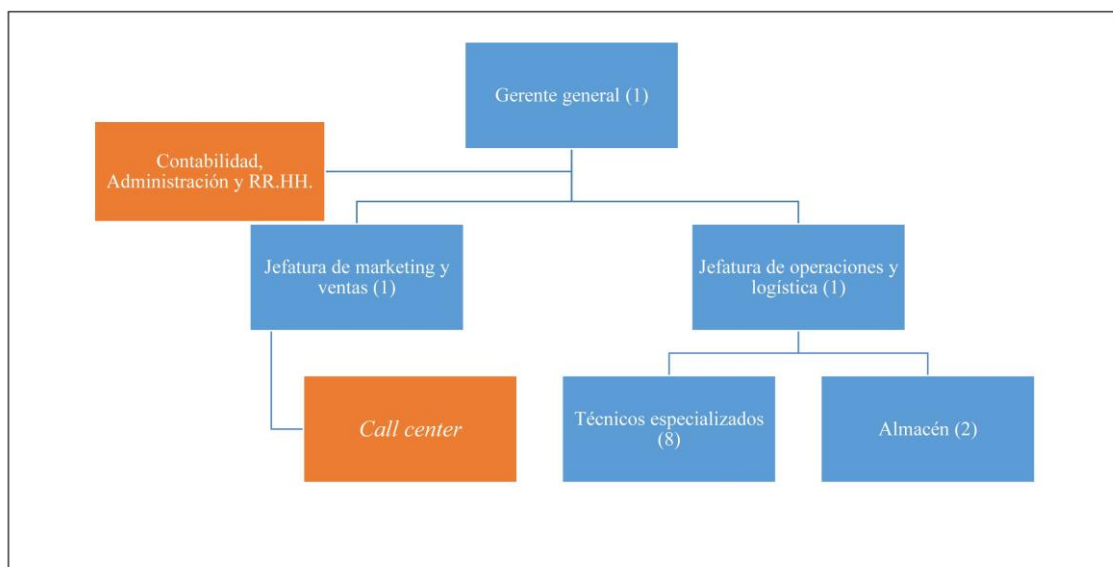 Gerente general (1)
Contabilidad,
Administración y RR.HH.
Jefatura de marketing y
ventas (1)
Jefatura de operaciones y
logística (1)
Call center
Técnicos especializados
(8)
Almacén (2)